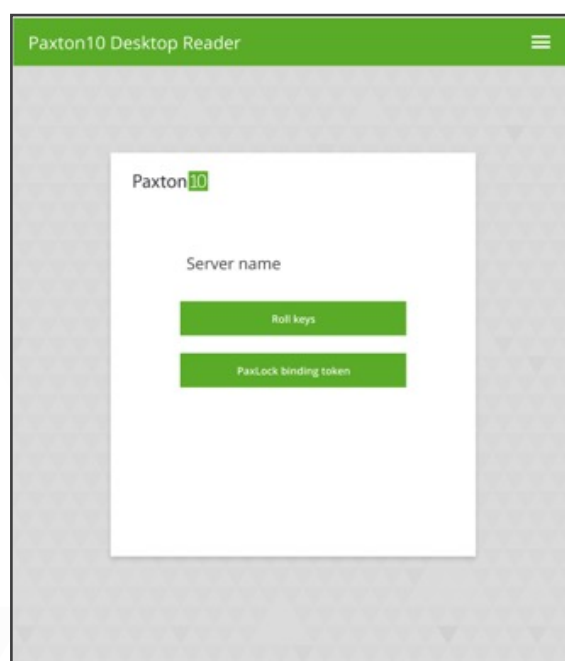 Paxton10 Desktop Reader
Paxton10
Server name
Roll keys
PaxLock binding token